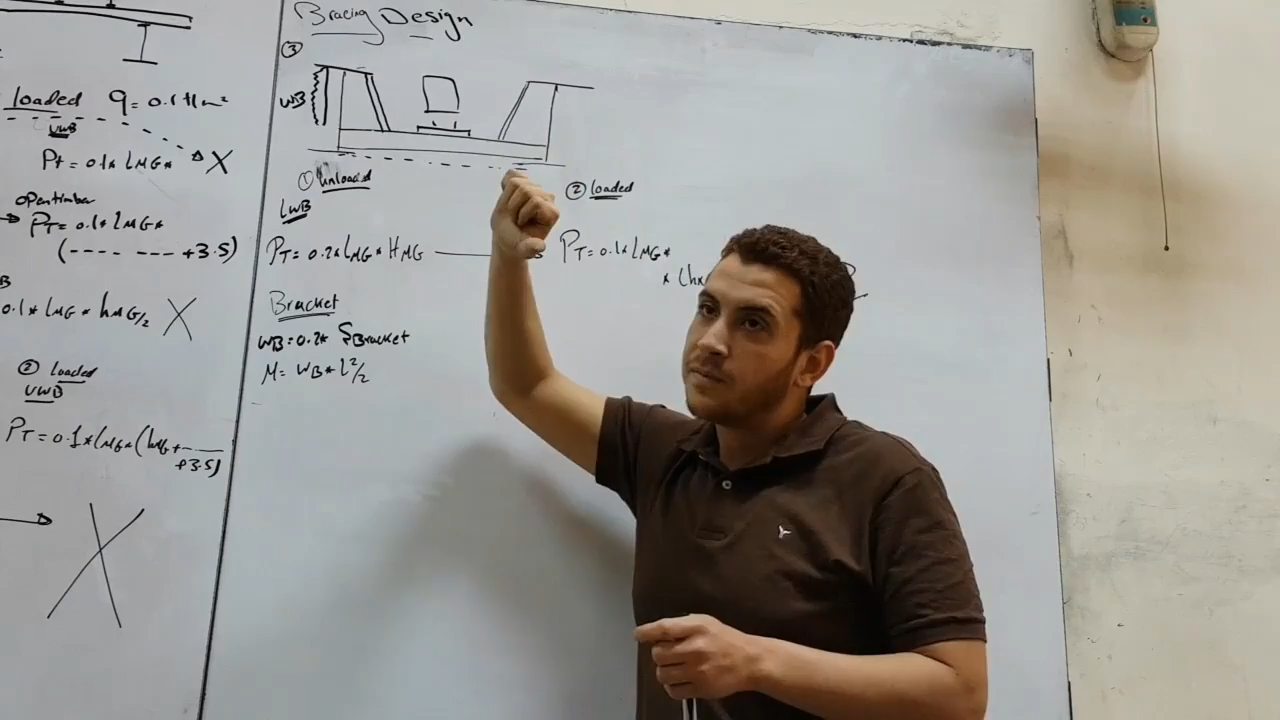 loaded q = 0.1 t/m²
UWB
PT = 0.1* LMG*
X
open timber
PT = 0.1* LMG*
(---- --- +3.5)
0.1 * LMG * hMG/2 X
② loaded
UWB
PT = 0.1*LMG*(hMG+
+3.5)
Bracing Design
③
WB
① unloaded
LWB
PT = 0.2*LMG*HMG
② loaded
PT = 0.1*LMG*
Bracket
WB = 0.2* SBracket
M = WB*L²/2